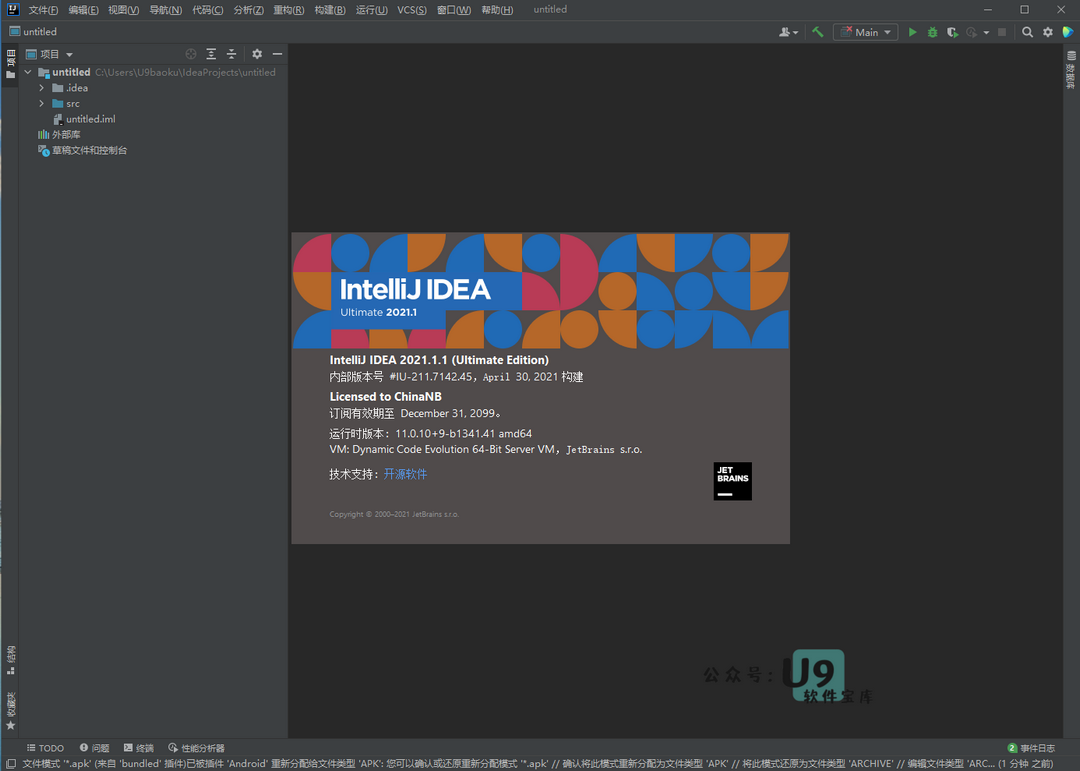 文件(F) 编辑(E) 视图(V) 导航(N) 代码(C) 分析(Z) 重构(R) 构建(B) 运行(U) VCS(S) 窗口(W) 帮助(H) untitled
untitled
Main
项目
项目
untitled C:\Users\U9baoku\IdeaProjects\untitled
.idea
src
untitled.iml
外部库
草稿文件和控制台
数据库
IntelliJ IDEA
Ultimate 2021.1
IntelliJ IDEA 2021.1.1 (Ultimate Edition)
内部版本号 #IU-211.7142.45，April 30, 2021 构建
Licensed to ChinaNB
订阅有效期至 December 31, 2099。
运行时版本：11.0.10+9-b1341.41 amd64
VM: Dynamic Code Evolution 64-Bit Server VM，JetBrains s.r.o.
技术支持：开源软件
JET
BRAINS
Copyright © 2000–2021 JetBrains s.r.o.
结构
收藏夹
公众号：U9
软件宝库
TODO 问题 终端 性能分析器 2 事件日志
文件模式 '*.apk' (来自 'bundled' 插件)已被插件 'Android' 重新分配给文件类型 'APK': 您可以确认或还原重新分配模式 '*.apk' // 确认将此模式重新分配为文件类型 'APK' // 将此模式还原为文件类型 'ARCHIVE' // 编辑文件类型 'ARC... (1 分钟 之前)